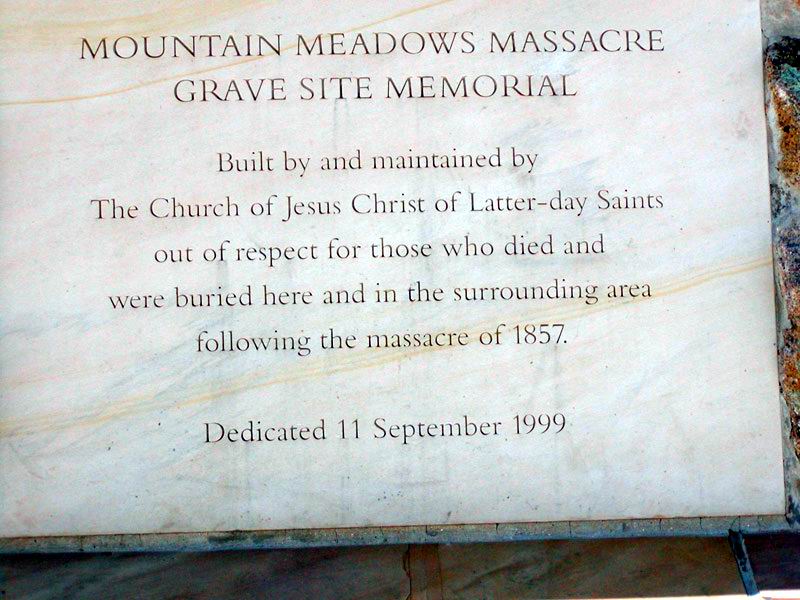 MOUNTAIN MEADOWS MASSACRE
GRAVE SITE MEMORIAL
Built by and maintained by
The Church of Jesus Christ of Latter-day Saints
out of respect for those who died and
were buried here and in the surrounding area
following the massacre of 1857.
Dedicated 11 September 1999